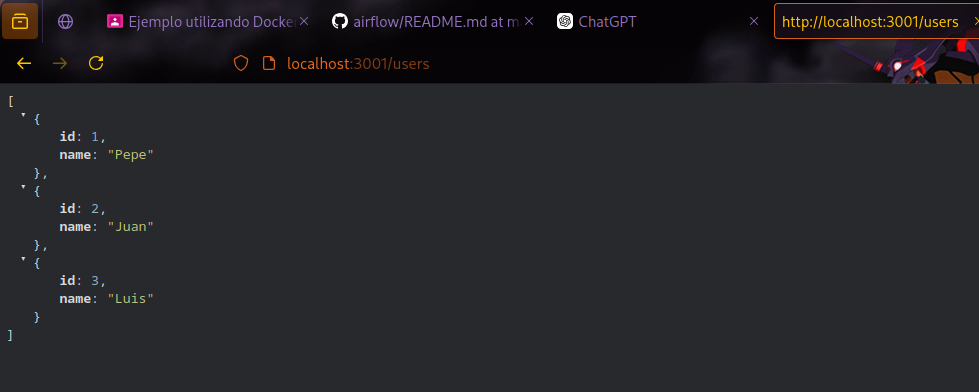 Ejemplo utilizando Docke
airflow/README.md at m
ChatGPT
http://localhost:3001/users
localhost:3001/users
[
{
id: 1,
name: "Pepe"
},
{
id: 2,
name: "Juan"
},
{
id: 3,
name: "Luis"
}
]